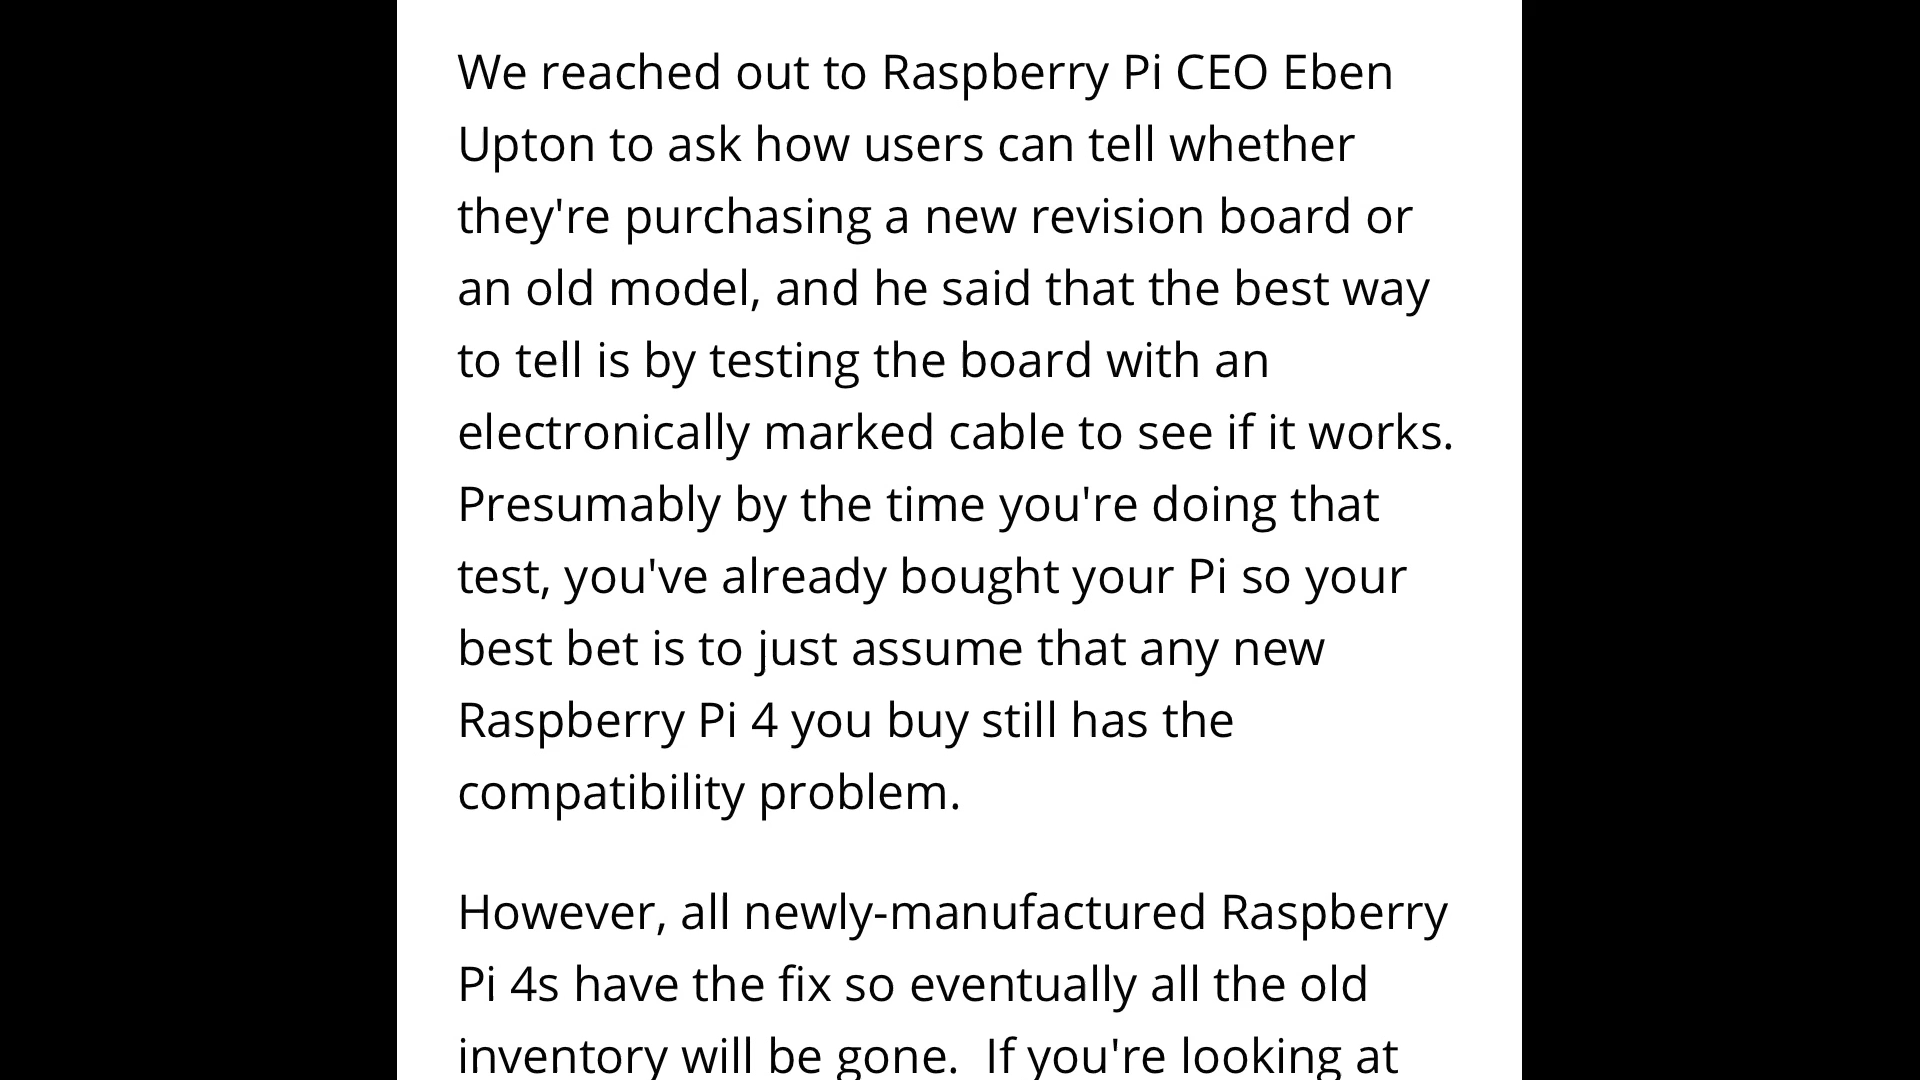 We reached out to Raspberry Pi CEO Eben
Upton to ask how users can tell whether
they're purchasing a new revision board or
an old model, and he said that the best way
to tell is by testing the board with an
electronically marked cable to see if it works.
Presumably by the time you're doing that
test, you've already bought your Pi so your
best bet is to just assume that any new
Raspberry Pi 4 you buy still has the
compatibility problem.
However, all newly-manufactured Raspberry
Pi 4s have the fix so eventually all the old
inventory will be gone.  If you're looking at